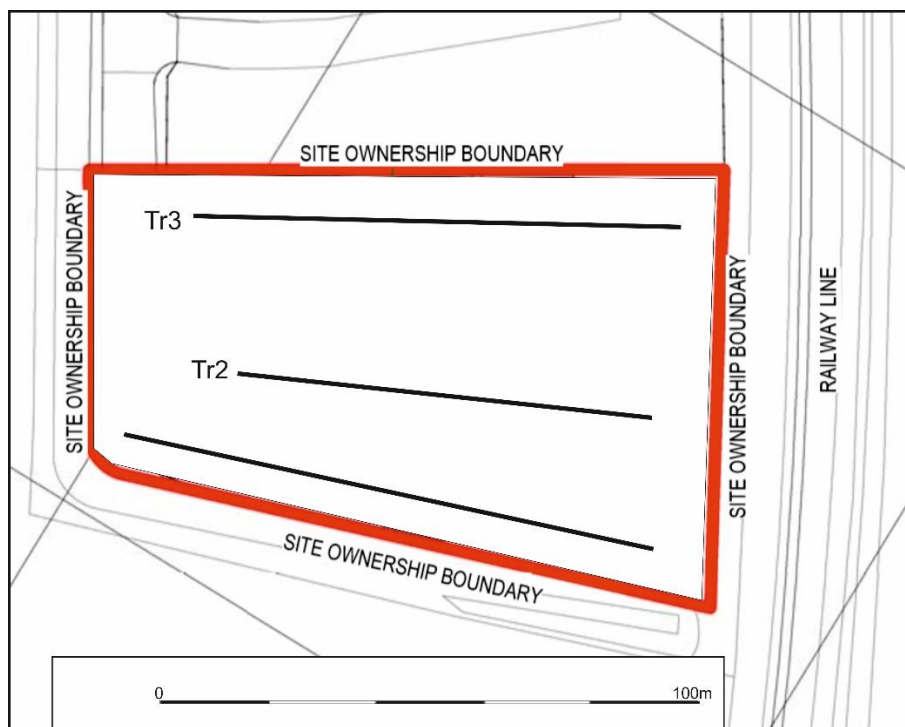 SITE OWNERSHIP BOUNDARY
Tr3
SITE OWNERSHIP BOUNDARY
SITE OWNERSHIP BOUNDARY
RAILWAY LINE
Tr2
SITE OWNERSHIP BOUNDARY
0 100m